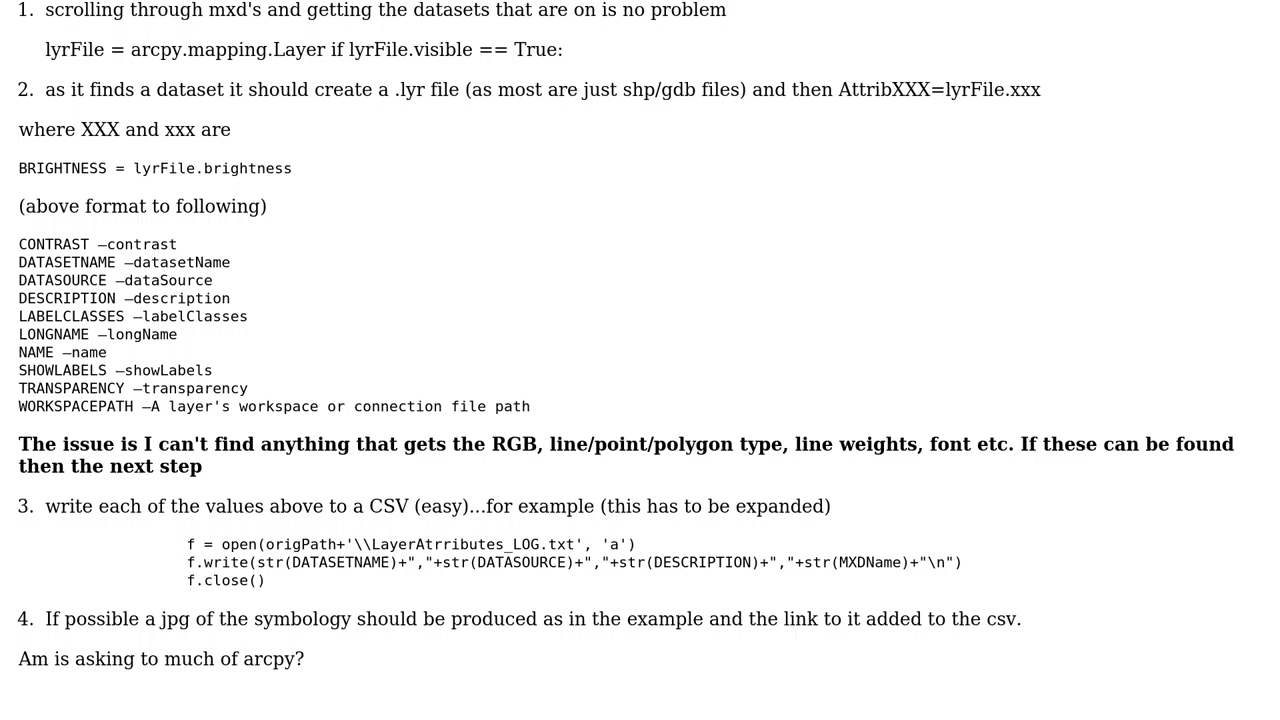 1. scrolling through mxd's and getting the datasets that are on is no problem
lyrFile = arcpy.mapping.Layer if lyrFile.visible == True:
2. as it finds a dataset it should create a .lyr file (as most are just shp/gdb files) and then AttribXXX=lyrFile.xxx
where XXX and xxx are
BRIGHTNESS = lyrFile.brightness
(above format to following)
CONTRAST —contrast
DATASETNAME —datasetName
DATASOURCE —dataSource
DESCRIPTION —description
LABELCLASSES —labelClasses
LONGNAME —longName
NAME —name
SHOWLABELS —showLabels
TRANSPARENCY —transparency
WORKSPACEPATH —A layer's workspace or connection file path
The issue is I can't find anything that gets the RGB, line/point/polygon type, line weights, font etc. If these can be found
then the next step
3. write each of the values above to a CSV (easy)...for example (this has to be expanded)
f = open(origPath+'\\LayerAtrributes_LOG.txt', 'a')
f.write(str(DATASETNAME)+","+str(DATASOURCE)+","+str(DESCRIPTION)+","+str(MXDName)+"\n")
f.close()
4. If possible a jpg of the symbology should be produced as in the example and the link to it added to the csv.
Am is asking to much of arcpy?